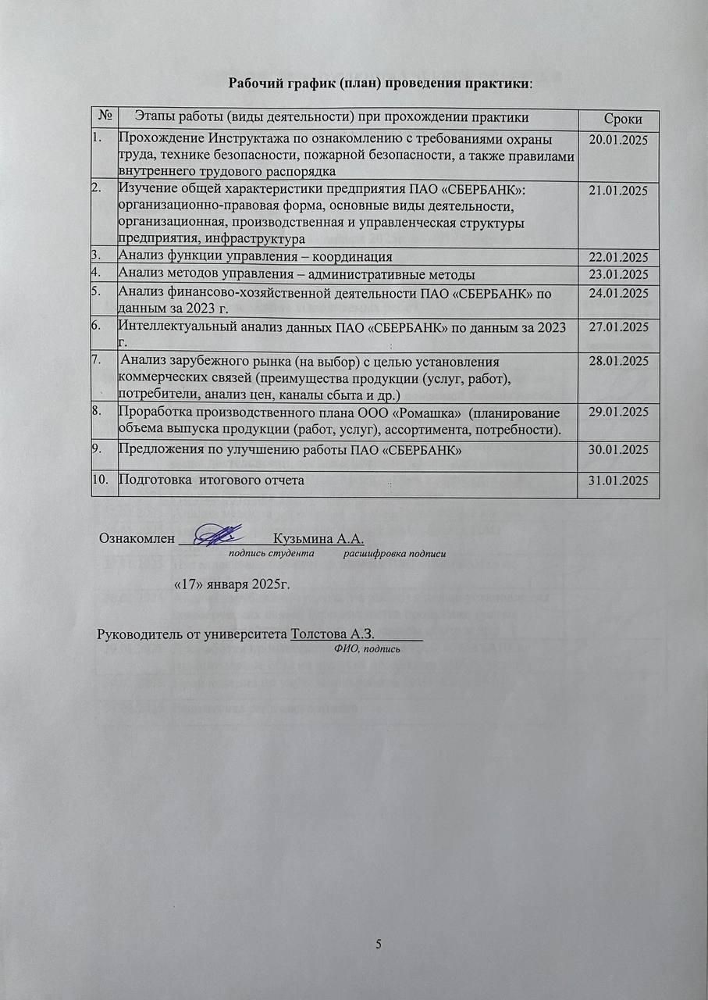 Рабочий график (план) проведения практики:
№ Этапы работы (виды деятельности) при прохождении практики Сроки
1. Прохождение Инструктажа по ознакомлению с требованиями охраны 20.01.2025
труда, технике безопасности, пожарной безопасности, а также правилами
внутреннего трудового распорядка
2. Изучение общей характеристики предприятия ПАО «СБЕРБАНК»: 21.01.2025
организационно-правовая форма, основные виды деятельности,
организационная, производственная и управленческая структуры
предприятия, инфраструктура
3. Анализ функции управления – координация 22.01.2025
4. Анализ методов управления – административные методы 23.01.2025
5. Анализ финансово-хозяйственной деятельности ПАО «СБЕРБАНК» по 24.01.2025
данным за 2023 г.
6. Интеллектуальный анализ данных ПАО «СБЕРБАНК» по данным за 2023 27.01.2025
г.
7. Анализ зарубежного рынка (на выбор) с целью установления 28.01.2025
коммерческих связей (преимущества продукции (услуг, работ),
потребители, анализ цен, каналы сбыта и др.)
8. Проработка производственного плана ООО «Ромашка» (планирование 29.01.2025
объема выпуска продукции (работ, услуг), ассортимента, потребности).
9. Предложения по улучшению работы ПАО «СБЕРБАНК» 30.01.2025
10. Подготовка итогового отчета 31.01.2025
Ознакомлен Кузьмина А.А.
подпись студента расшифровка подписи
«17» января 2025г.
Руководитель от университета Толстова А.З.
ФИО, подпись
5